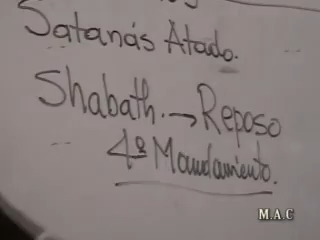 Satanás Atado.
Shabath. → Reposo
4º Mandamiento.
M.A.C